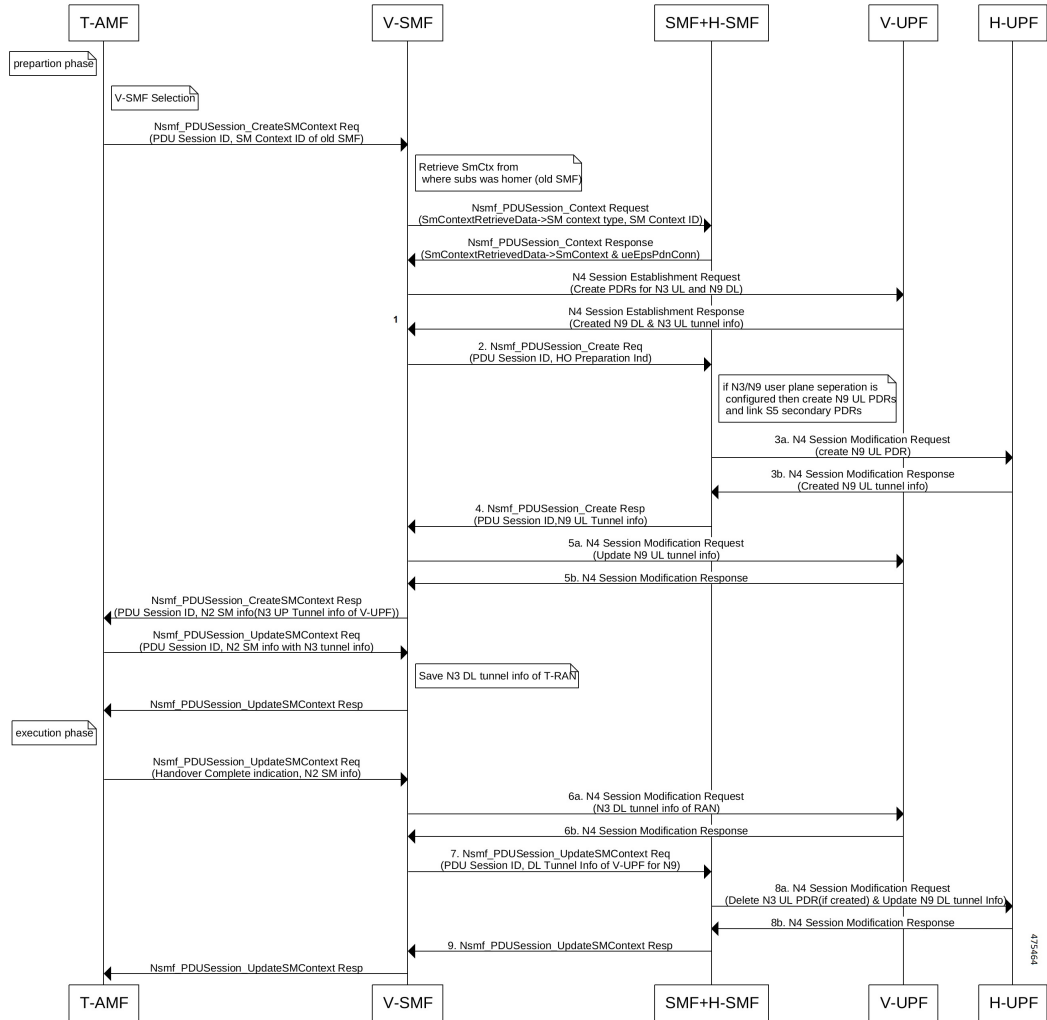 T-AMF
V-SMF
SMF+H-SMF
V-UPF
H-UPF
prepartion phase
V-SMF Selection
Nsmf_PDUSession_CreateSMContext Req
(PDU Session ID, SM Context ID of old SMF)
Retrieve SmCtx from
where subs was homer (old SMF)
Nsmf_PDUSession_Context Request
(SmContextRetrieveData->SM context type, SM Context ID)
Nsmf_PDUSession_Context Response
(SmContextRetrievedData->SmContext & ueEpsPdnConn)
N4 Session Establishment Request
(Create PDRs for N3 UL and N9 DL)
N4 Session Establishment Response
(Created N9 DL & N3 UL tunnel info)
1
2. Nsmf_PDUSession_Create Req
(PDU Session ID, HO Preparation Ind)
if N3/N9 user plane seperation is
configured then create N9 UL PDRs
and link S5 secondary PDRs
3a. N4 Session Modification Request
(create N9 UL PDR)
3b. N4 Session Modification Response
(Created N9 UL tunnel info)
4. Nsmf_PDUSession_Create Resp
(PDU Session ID,N9 UL Tunnel info)
5a. N4 Session Modification Request
(Update N9 UL tunnel info)
5b. N4 Session Modification Response
Nsmf_PDUSession_CreateSMContext Resp
(PDU Session ID, N2 SM info(N3 UP Tunnel info of V-UPF))
Nsmf_PDUSession_UpdateSMContext Req
(PDU Session ID, N2 SM info with N3 tunnel info)
Save N3 DL tunnel info of T-RAN
Nsmf_PDUSession_UpdateSMContext Resp
execution phase
Nsmf_PDUSession_UpdateSMContext Req
(Handover Complete indication, N2 SM info)
6a. N4 Session Modification Request
(N3 DL tunnel info of RAN)
6b. N4 Session Modification Response
7. Nsmf_PDUSession_UpdateSMContext Req
(PDU Session ID, DL Tunnel Info of V-UPF for N9)
8a. N4 Session Modification Request
(Delete N3 UL PDR(if created) & Update N9 DL tunnel Info)
8b. N4 Session Modification Response
9. Nsmf_PDUSession_UpdateSMContext Resp
Nsmf_PDUSession_UpdateSMContext Resp
475464
T-AMF
V-SMF
SMF+H-SMF
V-UPF
H-UPF